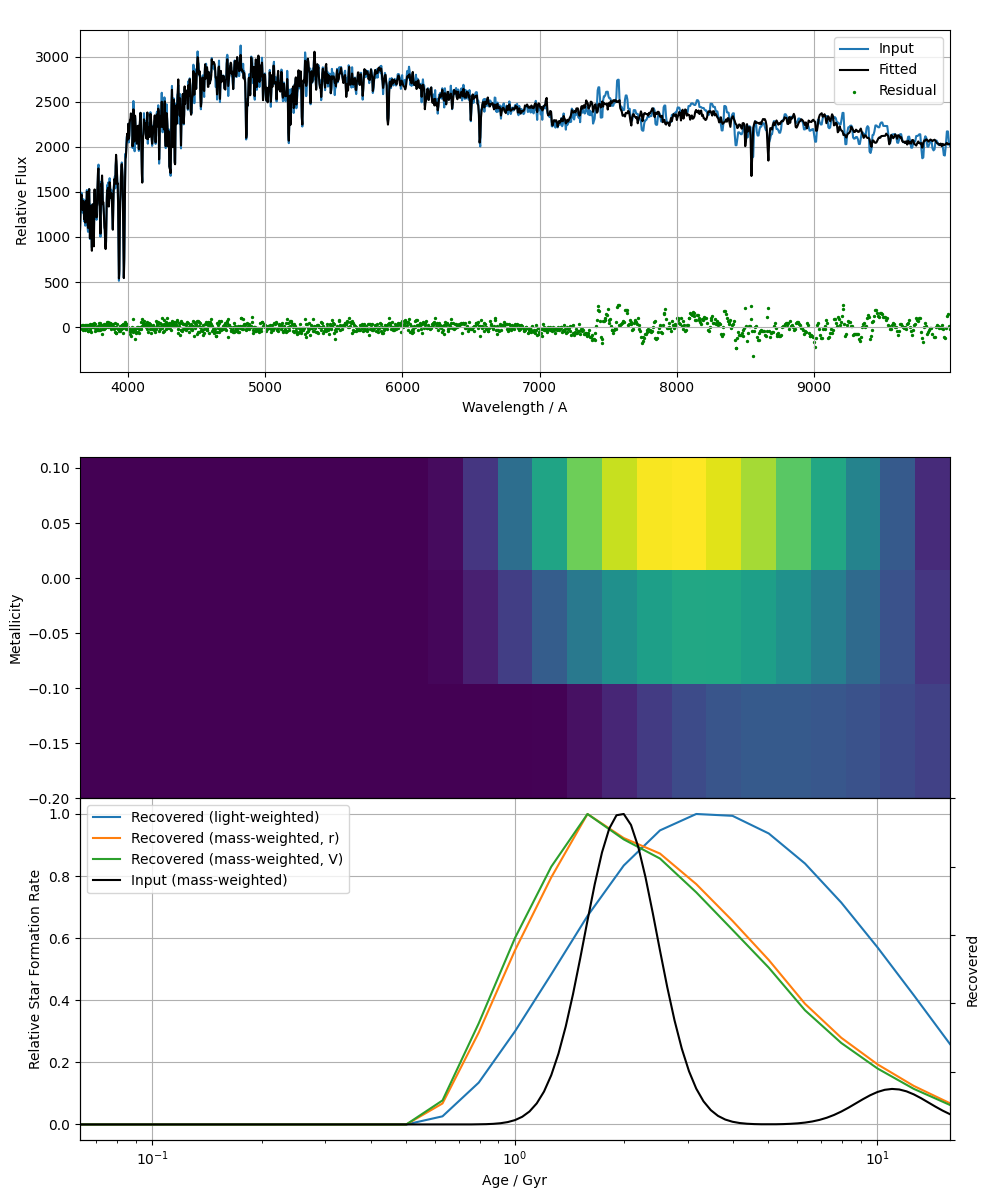 3000
2500
2000
1500
1000
500
0
Relative Flux
Input
Fitted
Residual
4000 5000 6000 7000 8000 9000
Wavelength / A
0.10
0.05
0.00
−0.05
−0.10
−0.15
−0.20
Metallicity
1.0
0.8
0.6
0.4
0.2
0.0
Relative Star Formation Rate
Recovered (light-weighted)
Recovered (mass-weighted, r)
Recovered (mass-weighted, V)
Input (mass-weighted)
Recovered
10⁻¹ 10⁰ 10¹
Age / Gyr